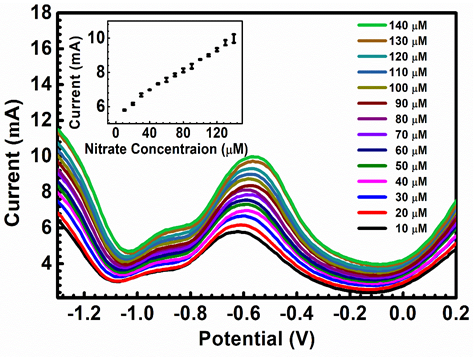 18
16
14
12
10
8
6
4
Current (mA)
-1.2
-1.0
-0.8
-0.6
-0.4
-0.2
0.0
0.2
Potential (V)
10
8
6
Current (mA)
0
40
80
120
Nitrate Concentraion (μM)
140 μM
130 μM
120 μM
110 μM
100 μM
90 μM
80 μM
70 μM
60 μM
50 μM
40 μM
30 μM
20 μM
10 μM